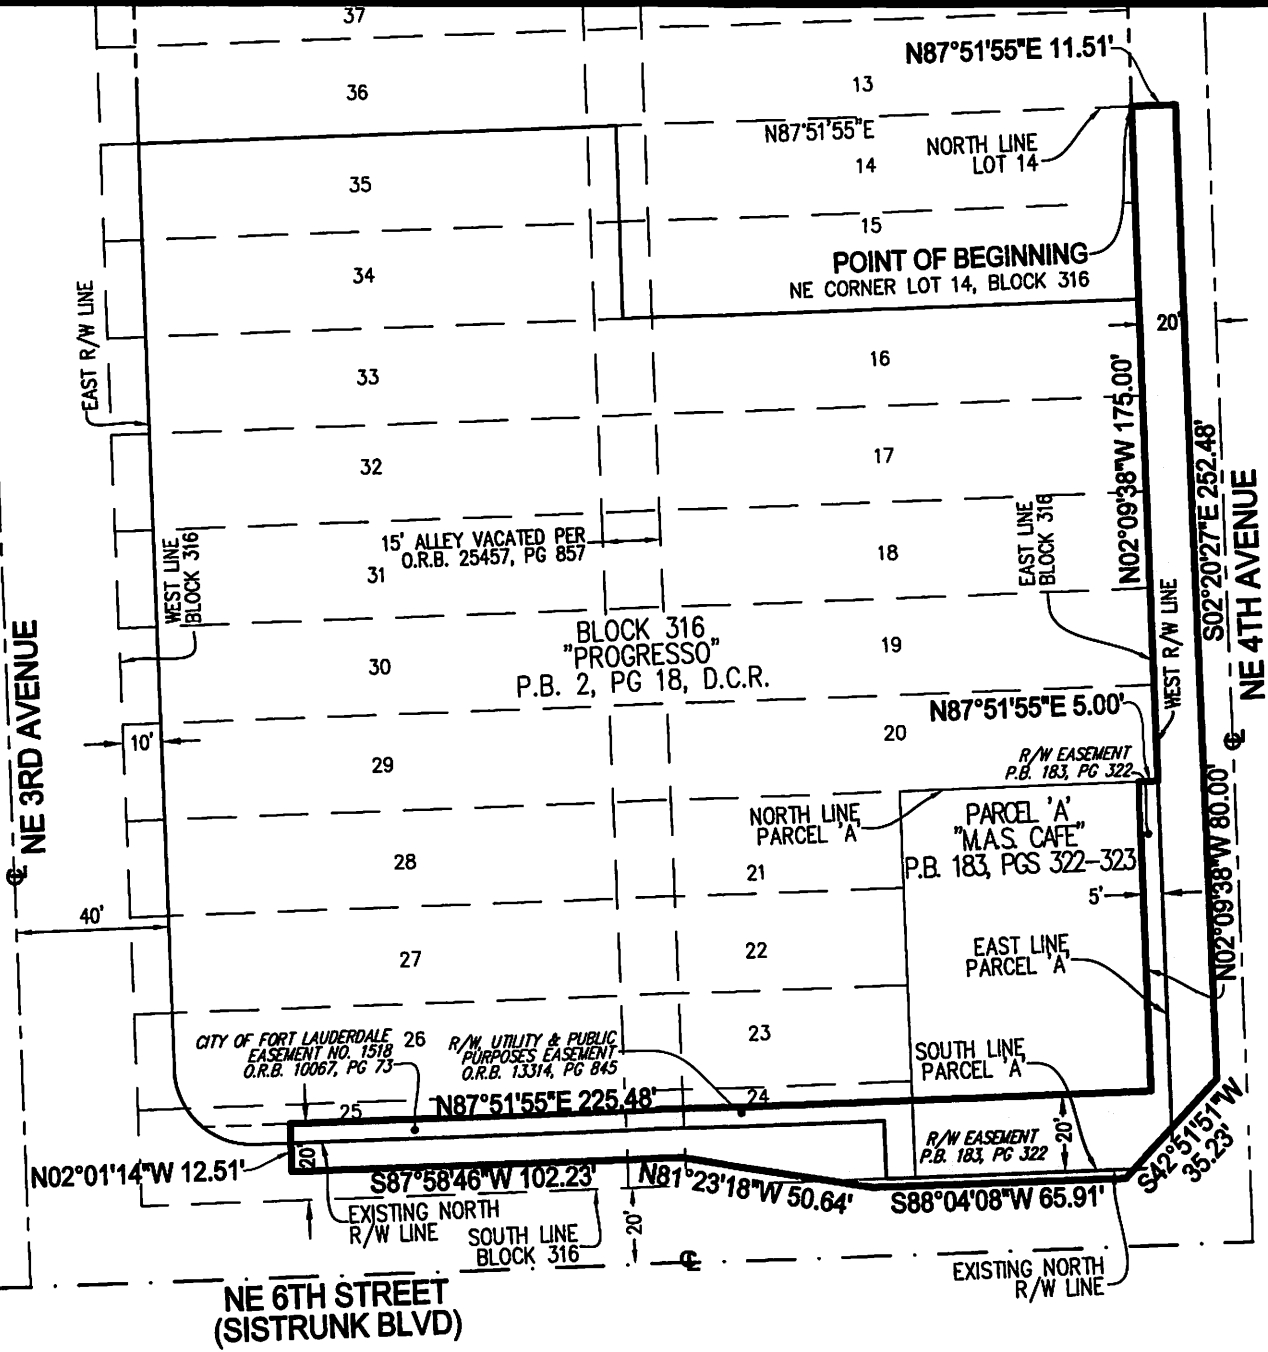 37
N87°51'55"E 11.51'
36
13
N87°51'55"E
NORTH LINE
LOT 14
14
35
15
POINT OF BEGINNING
NE CORNER LOT 14, BLOCK 316
34
EAST R/W LINE
20'
33
16
N02°09'38"W 175.00'
S02°20'27"E 252.48'
32
17
NE 4TH AVENUE
15' ALLEY VACATED PER
O.R.B. 25457, PG 857
EAST LINE
BLOCK 316
WEST LINE
BLOCK 316
31
18
WEST R/W LINE
BLOCK 316
"PROGRESSO"
P.B. 2, PG 18, D.C.R.
NE 3RD AVENUE
30
19
N87°51'55"E 5.00'
10'
29
20
R/W EASEMENT
P.B. 183, PG 322
NORTH LINE
PARCEL 'A'
PARCEL 'A'
"M.A.S. CAFE"
P.B. 183, PGS 322-323
N02°09'38"W 80.00'
28
21
5'
40'
27
22
EAST LINE
PARCEL 'A'
CITY OF FORT LAUDERDALE
EASEMENT NO. 1518
O.R.B. 10067, PG 73
26
R/W, UTILITY & PUBLIC
PURPOSES EASEMENT
O.R.B. 13314, PG 845
23
SOUTH LINE
PARCEL 'A'
25
N87°51'55"E 225.48'
24
R/W EASEMENT
P.B. 183, PG 322
20'
20'
N02°01'14"W 12.51'
S87°58'46"W 102.23'
N81°23'18"W 50.64'
S88°04'08"W 65.91'
S42°51'51"W
35.23'
EXISTING NORTH
R/W LINE
SOUTH LINE
BLOCK 316
20'
EXISTING NORTH
R/W LINE
NE 6TH STREET
(SISTRUNK BLVD)